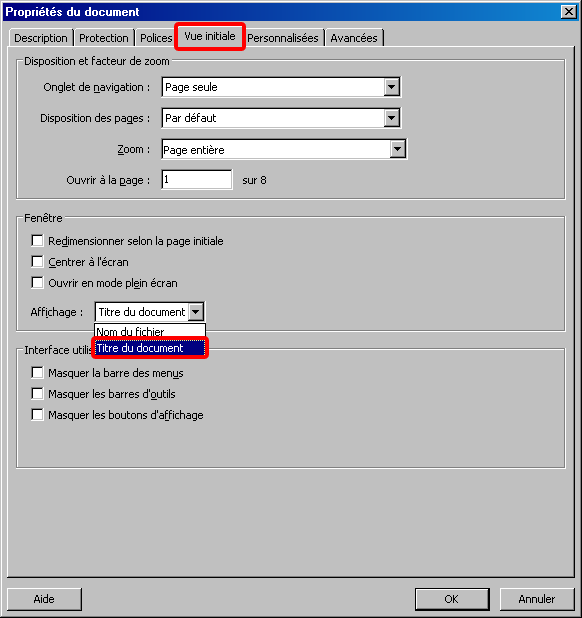 Propriétés du document
Description Protection Polices Vue initiale Personnalisées Avancées
Disposition et facteur de zoom
Onglet de navigation : Page seule
Disposition des pages : Par défaut
Zoom : Page entière
Ouvrir à la page : 1 sur 8
Fenêtre
Redimensionner selon la page initiale
Centrer à l'écran
Ouvrir en mode plein écran
Affichage : Titre du document
Nom du fichier
Titre du document
Interface utilis
Masquer la barre des menus
Masquer les barres d'outils
Masquer les boutons d'affichage
Aide OK Annuler